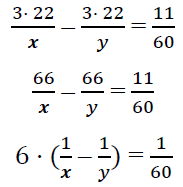 3· 22/x − 3· 22/y = 11/60
66/x − 66/y = 11/60
6 · (1/x − 1/y) = 1/60